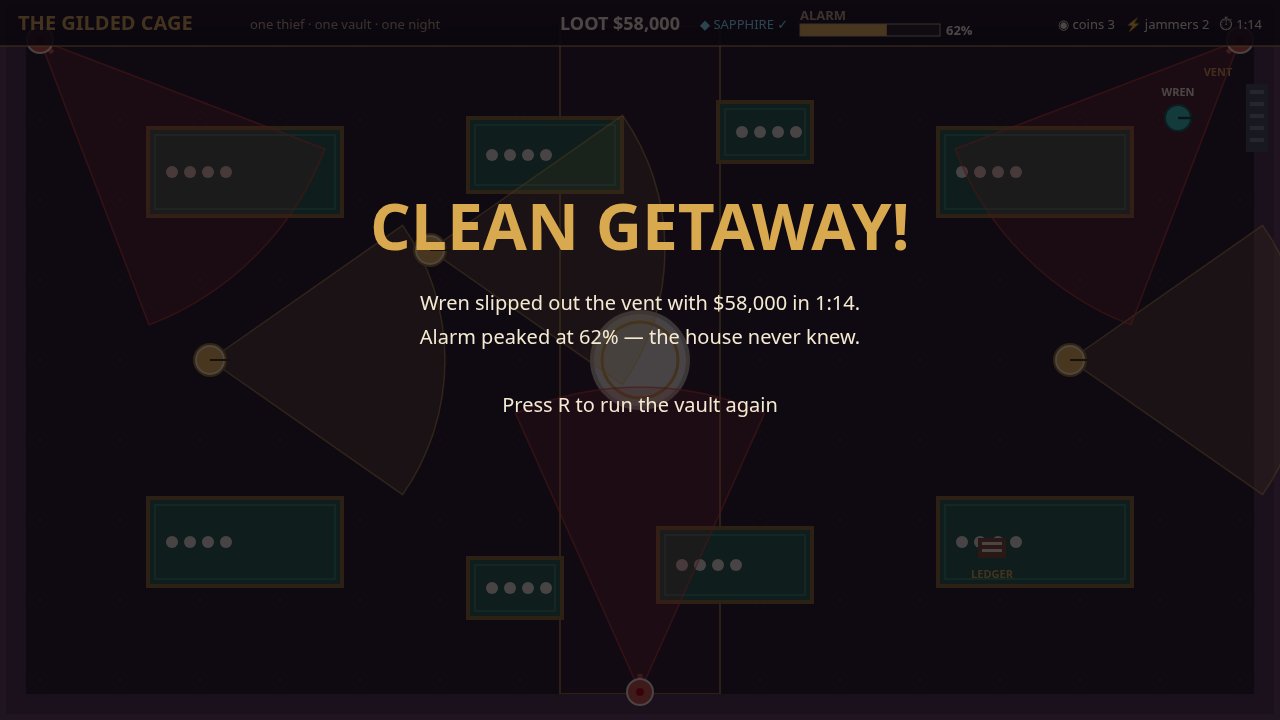 THE GILDED CAGE
one thief · one vault · one night
LOOT $58,000
◆ SAPPHIRE ✓
ALARM
62%
◉ coins 3
⚡ jammers 2
⏱ 1:14
VENT
WREN
CLEAN GETAWAY!
Wren slipped out the vent with $58,000 in 1:14.
Alarm peaked at 62% — the house never knew.
Press R to run the vault again
LEDGER